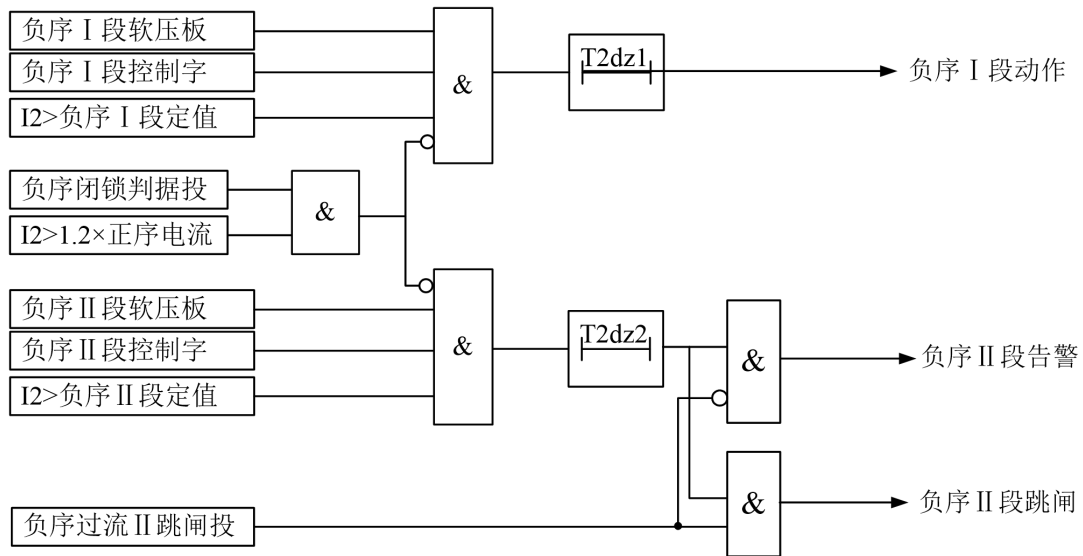 负序Ⅰ段软压板
负序Ⅰ段控制字
I2>负序Ⅰ段定值
&
T2dz1
负序Ⅰ段动作
负序闭锁判据投
I2>1.2×正序电流
&
负序Ⅱ段软压板
负序Ⅱ段控制字
I2>负序Ⅱ段定值
&
T2dz2
&
负序Ⅱ段告警
负序过流Ⅱ跳闸投
&
负序Ⅱ段跳闸